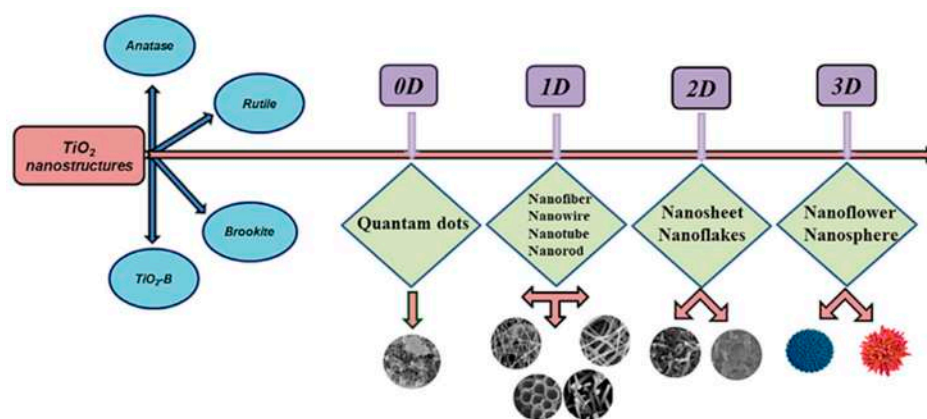 Anatase
Rutile
TiO2
nanostructures
Brookite
TiO2-B
0D
1D
2D
3D
Quantam dots
Nanofiber
Nanowire
Nanotube
Nanorod
Nanosheet
Nanoflakes
Nanoflower
Nanosphere